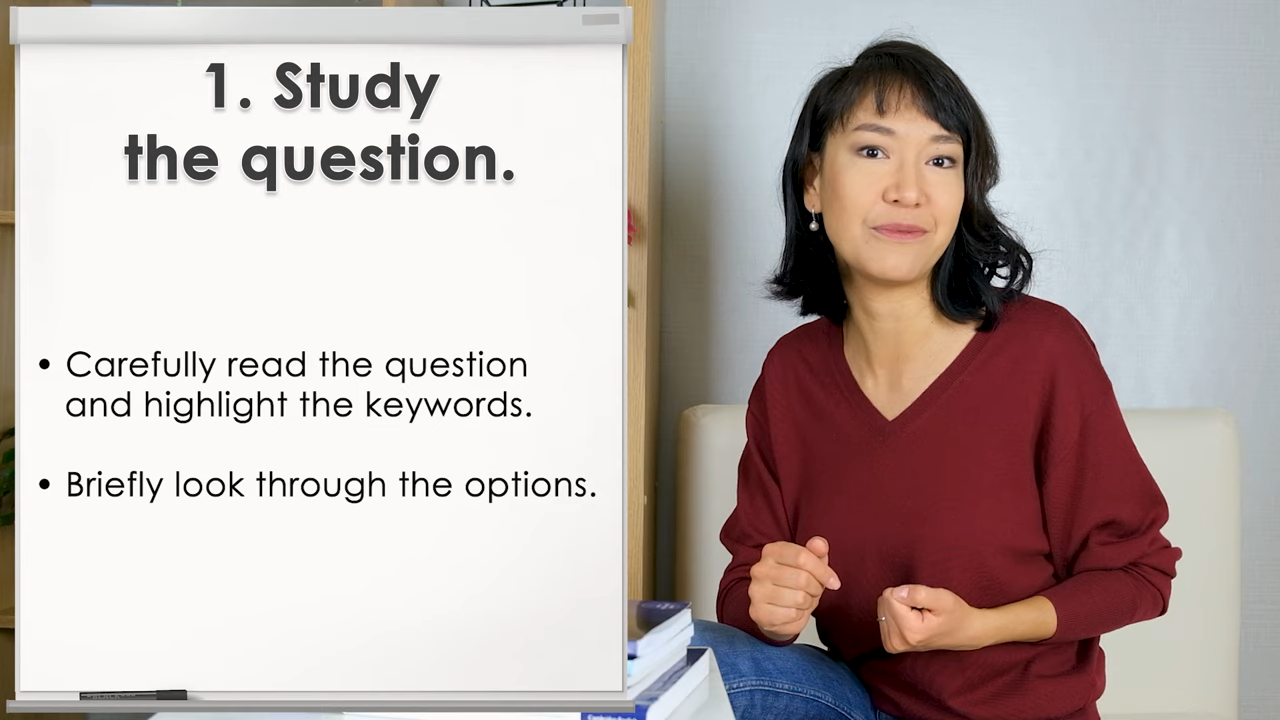 1. Study
the question.
• Carefully read the question
and highlight the keywords.
• Briefly look through the options.